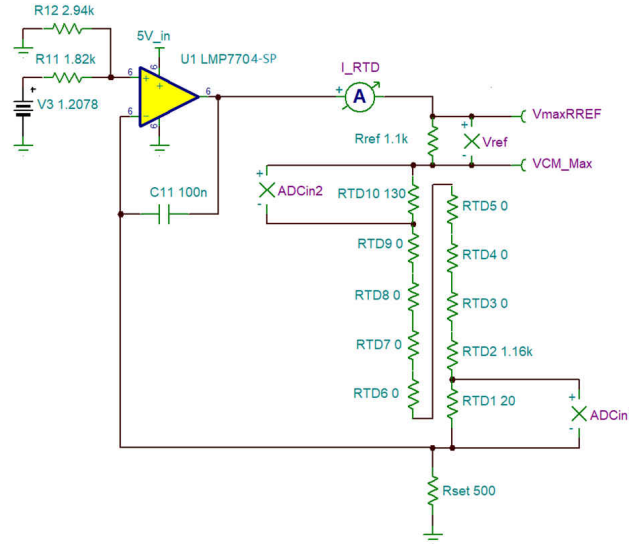 R12 2.94k
5V_in
U1 LMP7704-SP
R11 1.82k
I_RTD
6
6
6
+
+
-
+
6
6
+
A
VmaxRREF
V3 1.2078
+
Rref 1.1k
Vref
-
VCM_Max
C11 100n
+
ADCin2
-
RTD10 130
RTD5 0
RTD9 0
RTD4 0
RTD8 0
RTD3 0
RTD7 0
RTD2 1.16k
RTD6 0
RTD1 20
+
ADCin
-
Rset 500